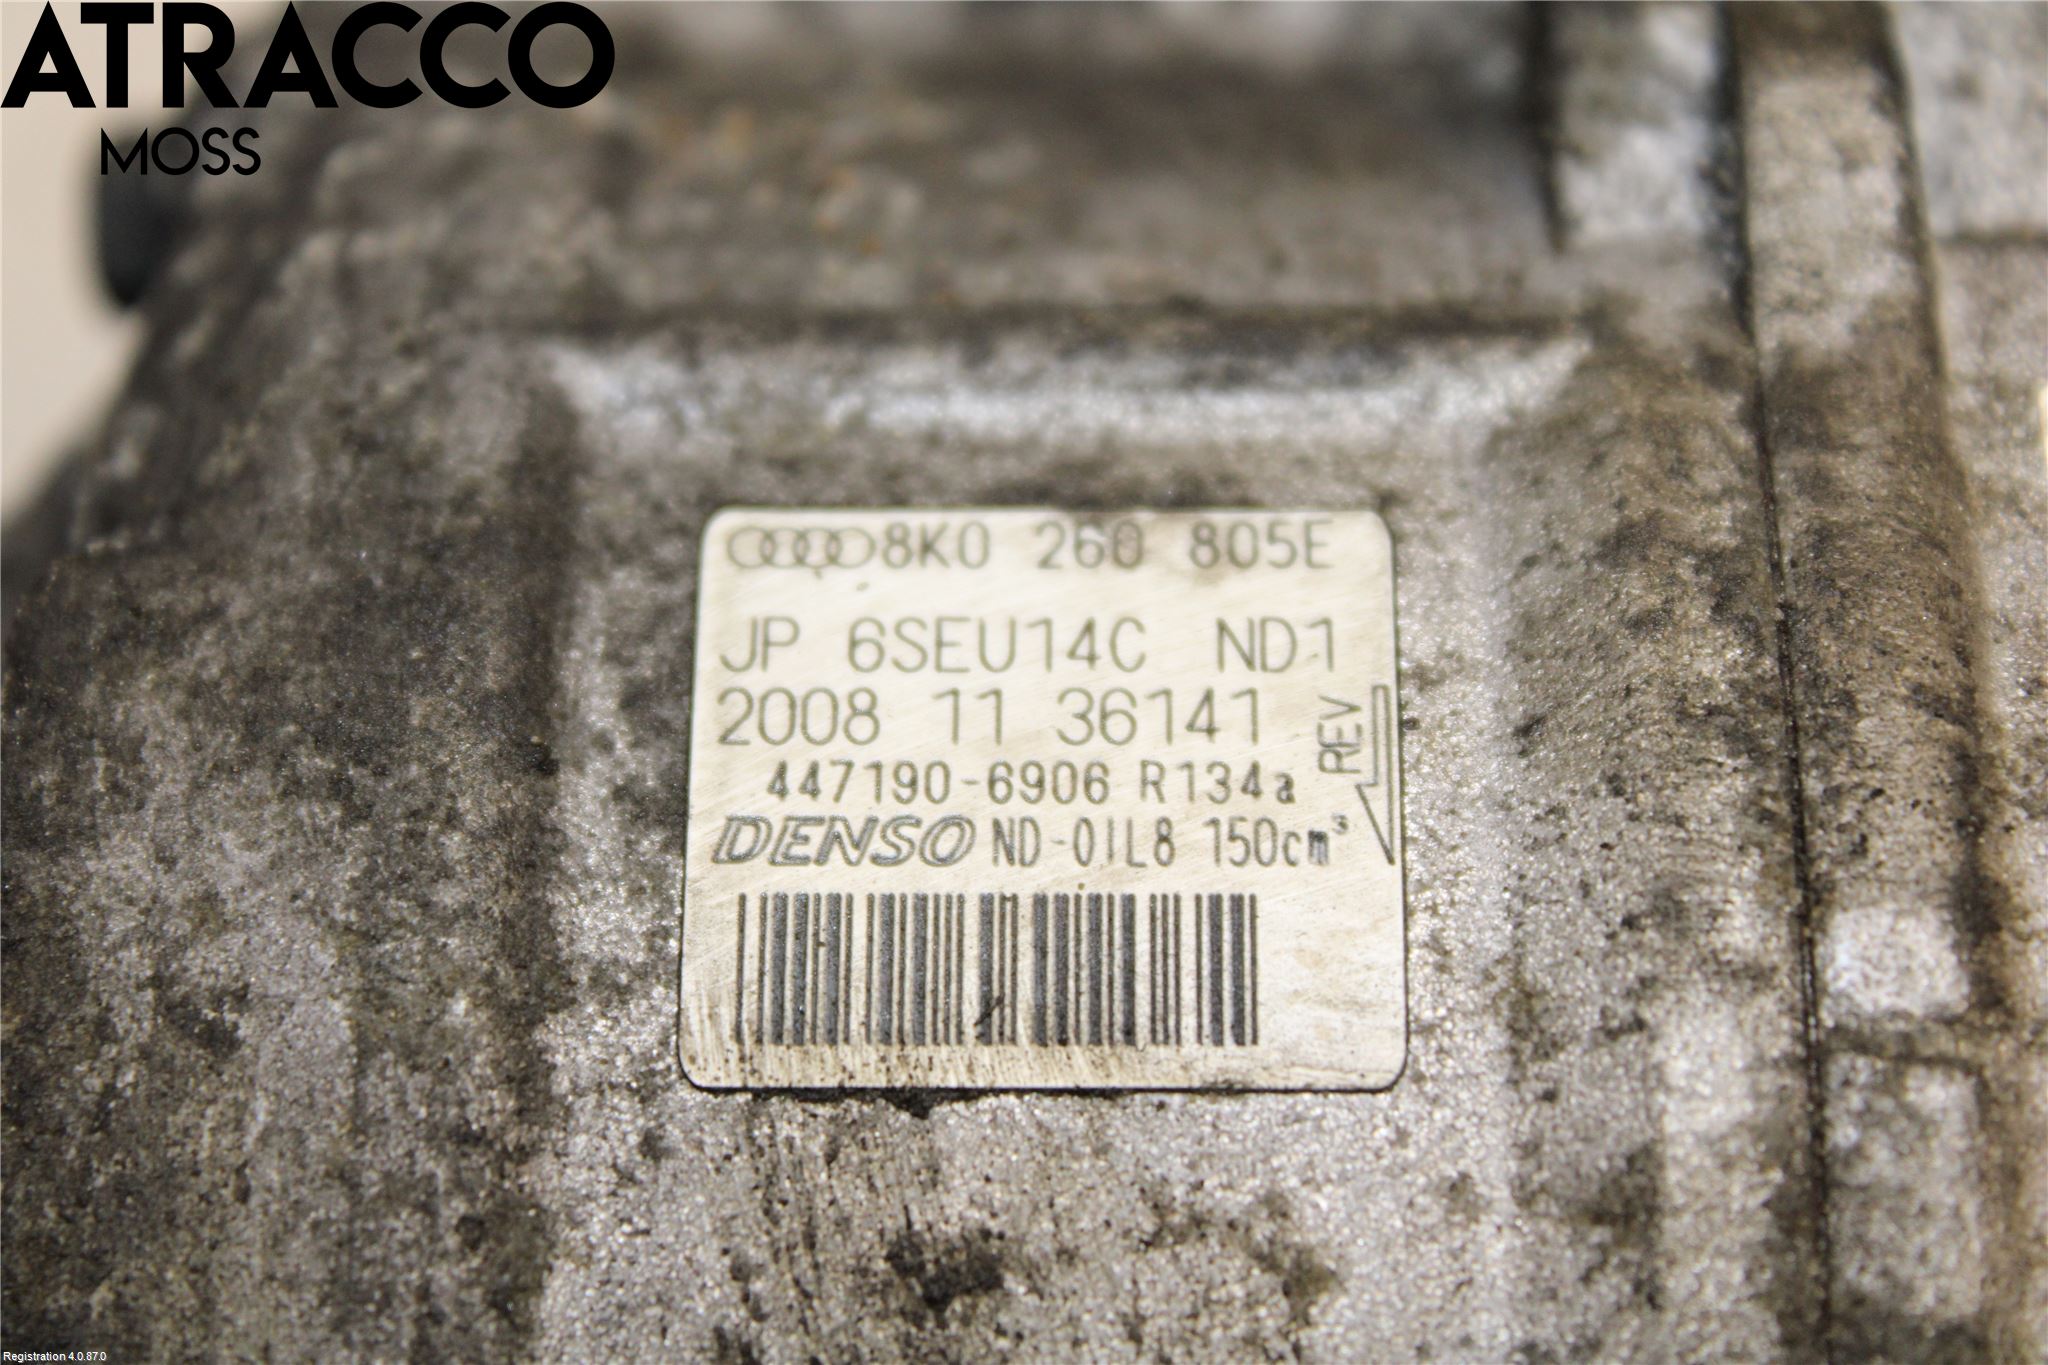 ATRACCO
MOSS
8K0 260 805E
JP 6SEU14C ND1
2008 11 36141
REV
447190-6906 R134a
DENSO ND-OIL8 150cm³
Registration 4.0.87.0